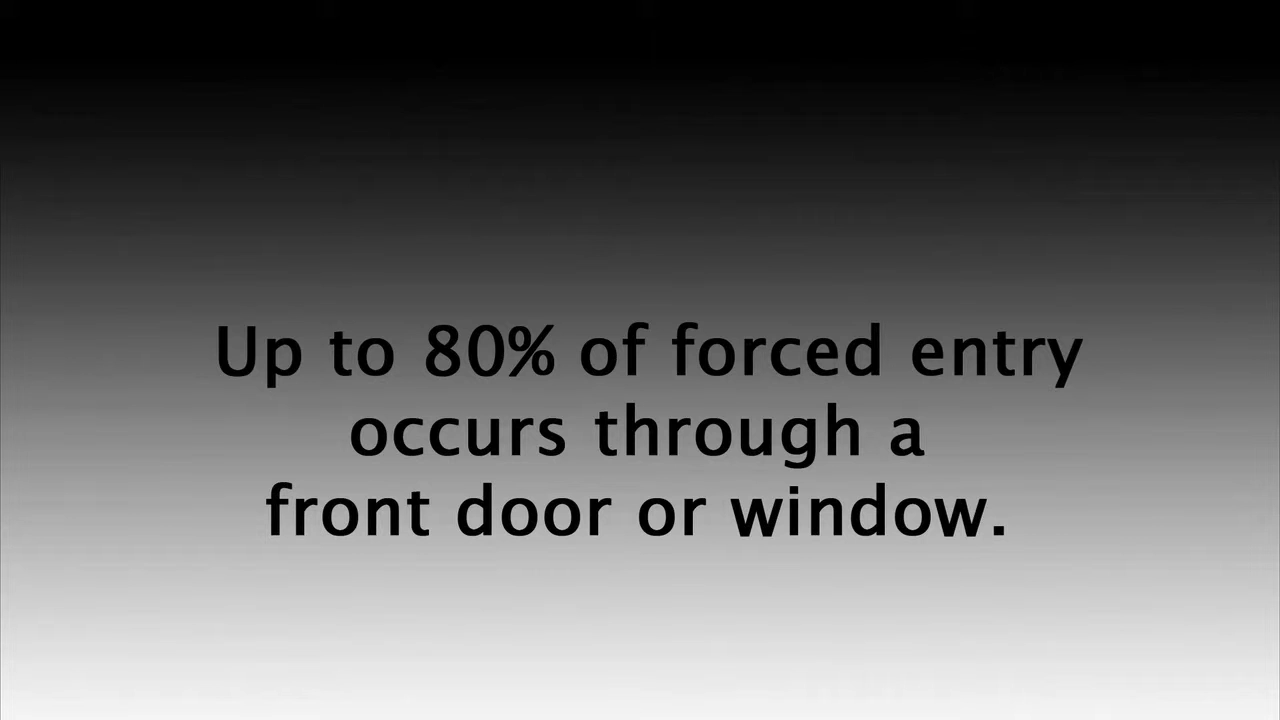 Up to 80% of forced entry
occurs through a
front door or window.